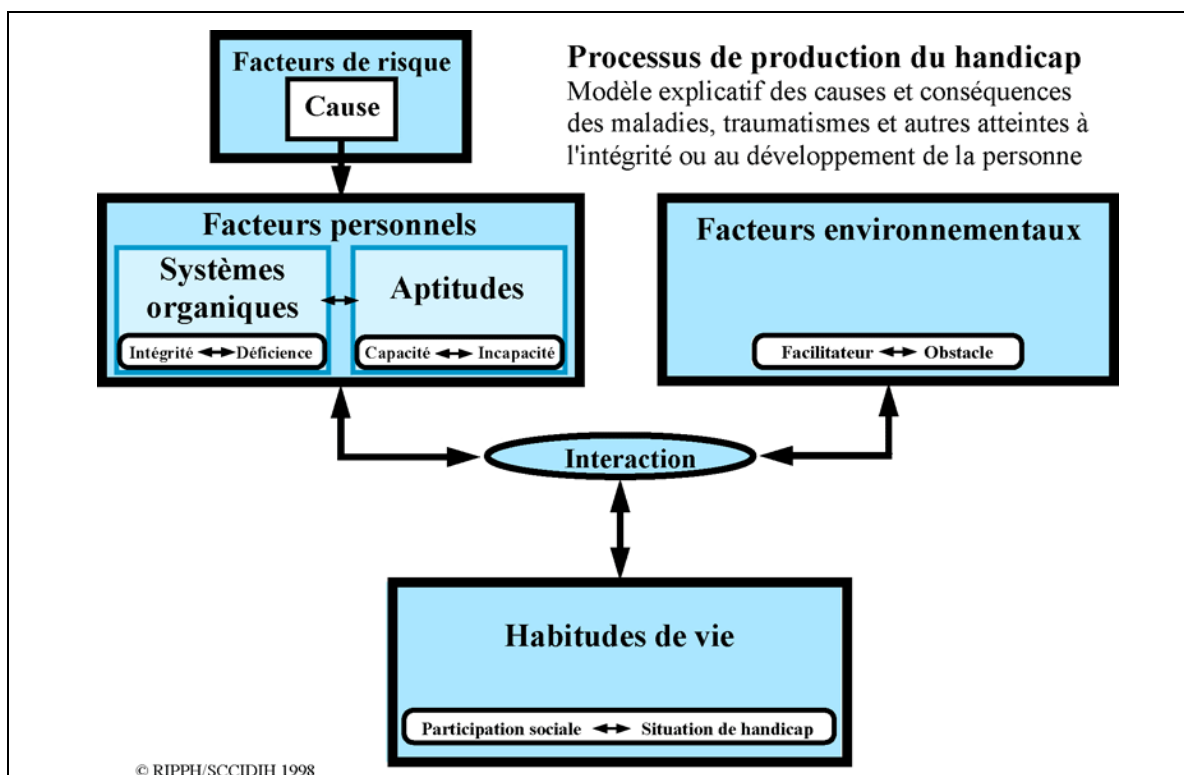 Facteurs de risque
Cause
Processus de production du handicap
Modèle explicatif des causes et conséquences
des maladies, traumatismes et autres atteintes à
l'intégrité ou au développement de la personne
Facteurs personnels
Systèmes
organiques
Intégrité Déficience
Aptitudes
Capacité Incapacité
Facteurs environnementaux
Facilitateur Obstacle
Interaction
Habitudes de vie
Participation sociale Situation de handicap
© RIPPH/SCCIDIH 1998